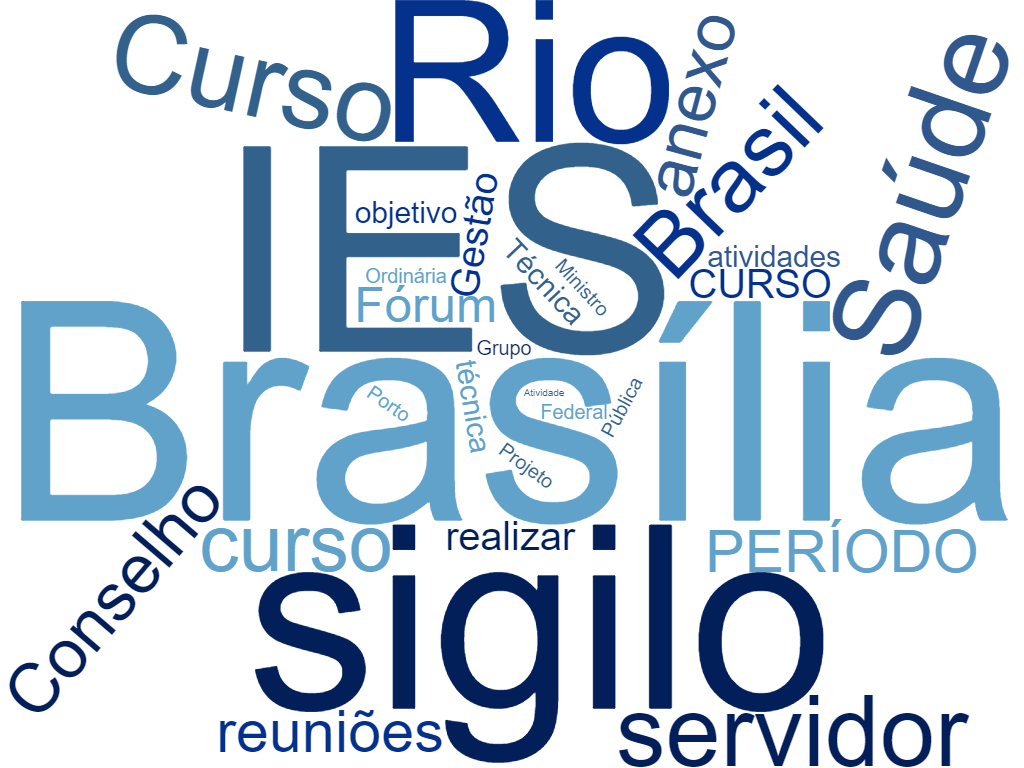 Curso
Rio
anexo
Saúde
Brasil
IES
objetivo
Gestão
Técnica
Ministro
atividades
CURSO
Ordinária
Fórum
Grupo
Brasília
Porto
técnica
Atividade
Federal
Pública
Projeto
Conselho
curso
realizar
PERÍODO
sigilo
reuniões
servidor